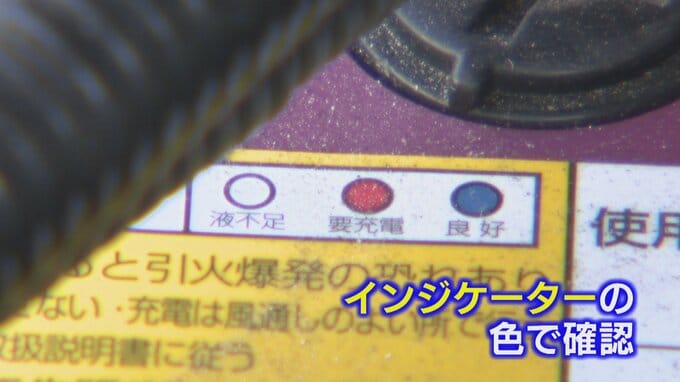 液不足 要充電 良好
使用
ると引火爆発の恐れあり
ない・充電は風通しのよい所で
取扱説明書に従う
インジケーターの
色で確認